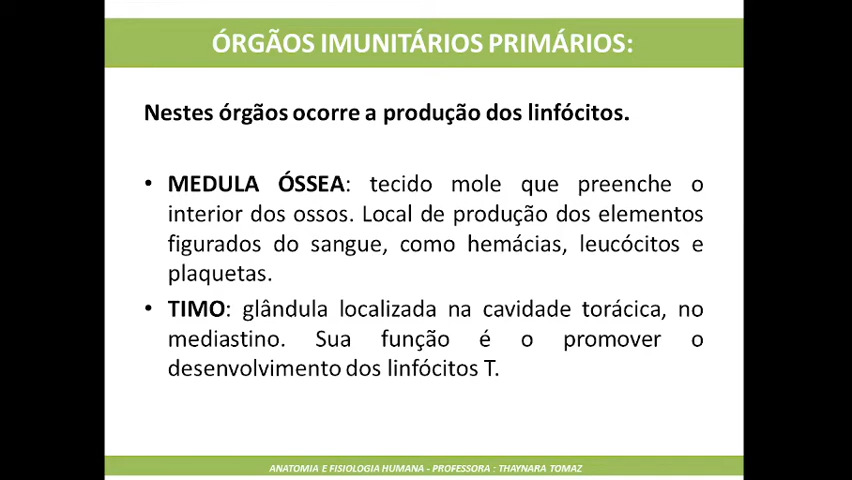 ÓRGÃOS IMUNITÁRIOS PRIMÁRIOS:
Nestes órgãos ocorre a produção dos linfócitos.
• MEDULA ÓSSEA: tecido mole que preenche o
interior dos ossos. Local de produção dos elementos
figurados do sangue, como hemácias, leucócitos e
plaquetas.
• TIMO: glândula localizada na cavidade torácica, no
mediastino. Sua função é o promover o
desenvolvimento dos linfócitos T.
ANATOMIA E FISIOLOGIA HUMANA - PROFESSORA : THAYNARA TOMAZ